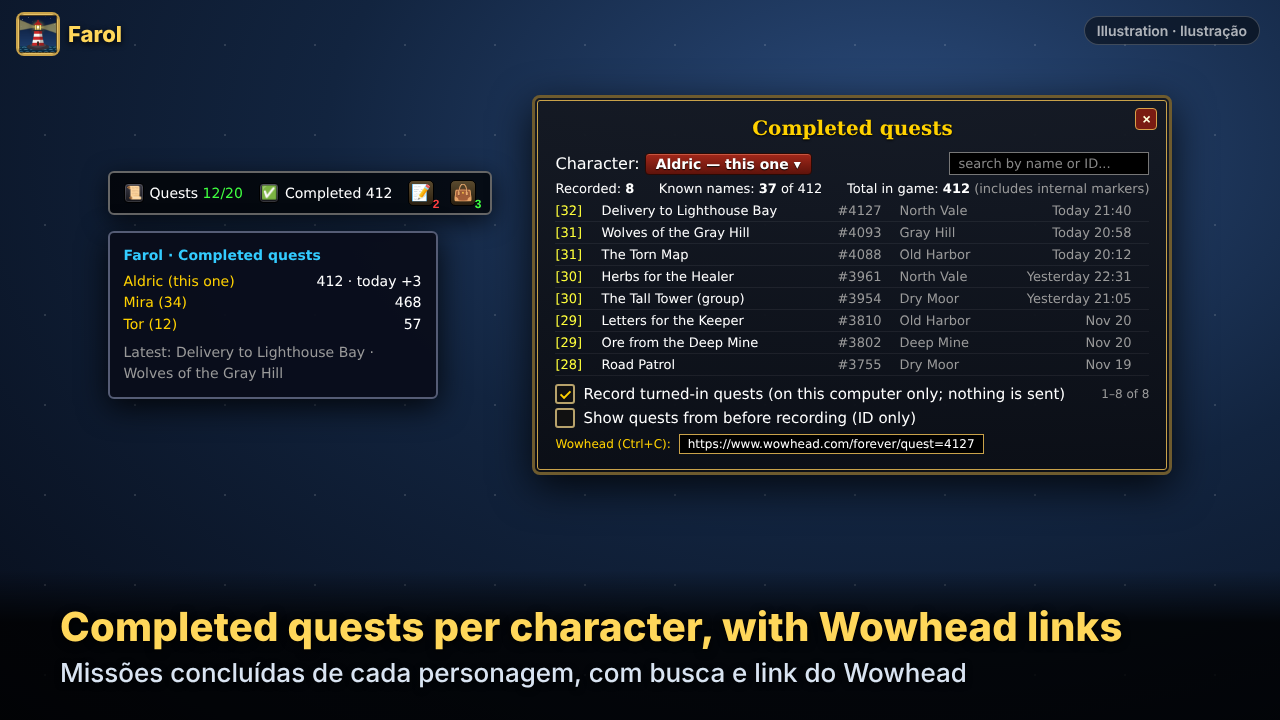 Farol
Illustration · Ilustração
Quests 12/20 Completed 412 2 3
Farol · Completed quests
Aldric (this one) 412 · today +3
Mira (34) 468
Tor (12) 57
Latest: Delivery to Lighthouse Bay ·
Wolves of the Gray Hill
Completed quests
×
Character: Aldric — this one ▾ search by name or ID...
Recorded: 8 Known names: 37 of 412 Total in game: 412 (includes internal markers)
[32] Delivery to Lighthouse Bay #4127 North Vale Today 21:40
[31] Wolves of the Gray Hill #4093 Gray Hill Today 20:58
[31] The Torn Map #4088 Old Harbor Today 20:12
[30] Herbs for the Healer #3961 North Vale Yesterday 22:31
[30] The Tall Tower (group) #3954 Dry Moor Yesterday 21:05
[29] Letters for the Keeper #3810 Old Harbor Nov 20
[29] Ore from the Deep Mine #3802 Deep Mine Nov 20
[28] Road Patrol #3755 Dry Moor Nov 19
Record turned-in quests (on this computer only; nothing is sent) 1–8 of 8
Show quests from before recording (ID only)
Wowhead (Ctrl+C): https://www.wowhead.com/forever/quest=4127
Completed quests per character, with Wowhead links
Missões concluídas de cada personagem, com busca e link do Wowhead